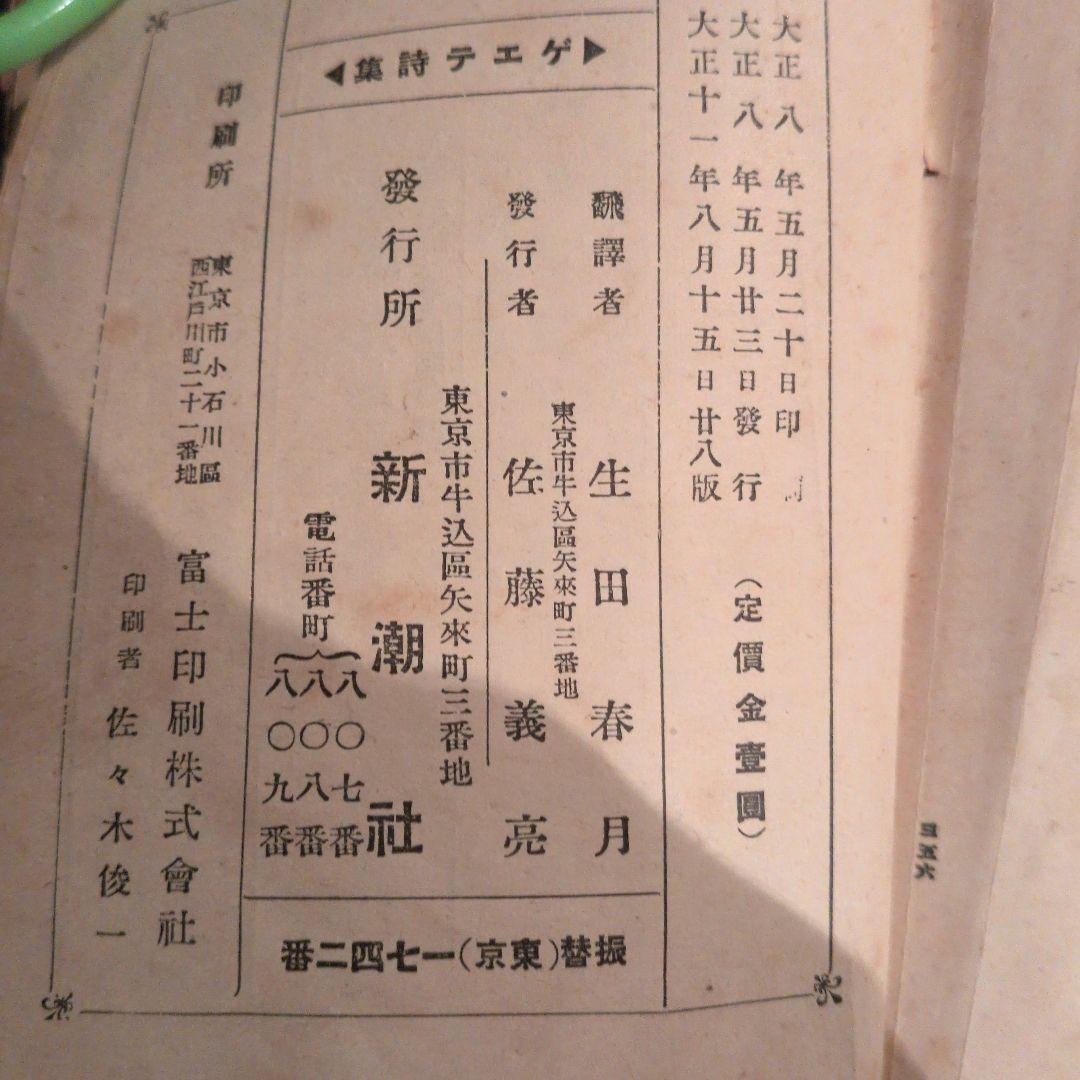 大正八年五月二十日印
大正八年五月廿三日發行
大正十一年八月十五日廿八版
(定價金壹圓)
ゲエテ詩集
飜譯者 生田春月
東京市牛込區矢來町三番地
發行者 佐藤義亮
東京市牛込區矢來町三番地
發行所 新潮社
電話番町
八〇七番
八〇八番
八〇九番
振替(東京)一七四二番
印刷所
東京市小石川區
西江戸川町二十一番地
富士印刷株式會社
印刷者 佐々木俊一
三五六